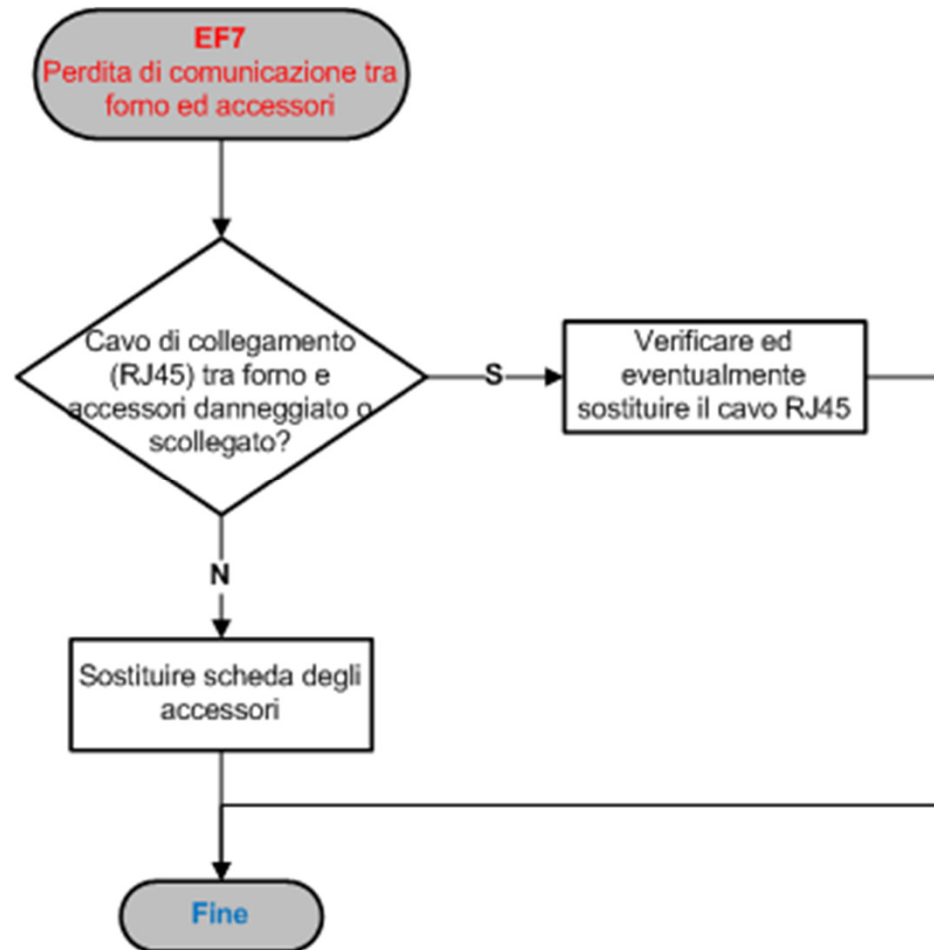 EF7
Perdita di comunicazione tra
forno ed accessori
Cavo di collegamento
(RJ45) tra forno e
accessori danneggiato o
scollegato?
S
Verificare ed
eventualmente
sostituire il cavo RJ45
N
Sostituire scheda degli
accessori
Fine